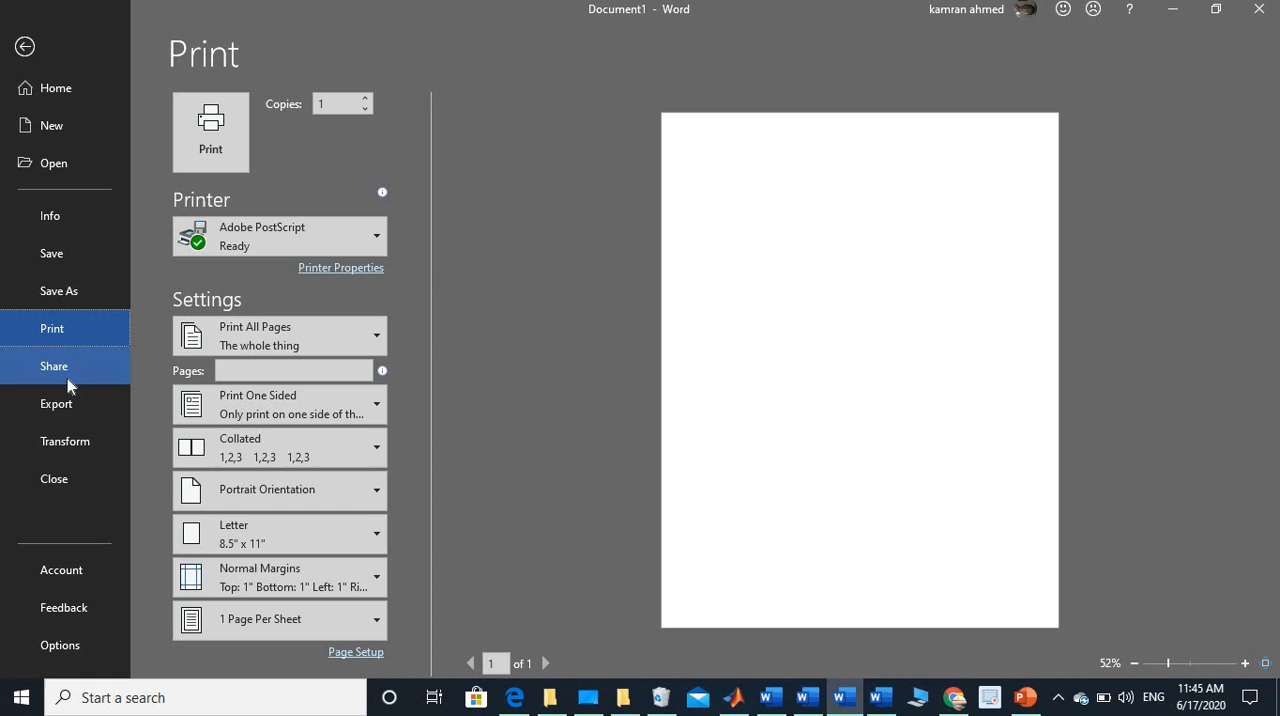 Document1 - Word
kamran ahmed
?
Home
New
Open
Info
Save
Save As
Print
Share
Export
Transform
Close
Account
Feedback
Options
Print
Print
Copies: 1
Printer
Adobe PostScript
Ready
Printer Properties
Settings
Print All Pages
The whole thing
Pages:
Print One Sided
Only print on one side of th...
Collated
1,2,3 1,2,3 1,2,3
Portrait Orientation
Letter
8.5" x 11"
Normal Margins
Top: 1" Bottom: 1" Left: 1" Ri...
1 Page Per Sheet
Page Setup
1 of 1
52%
Start a search
ENG
11:45 AM
6/17/2020